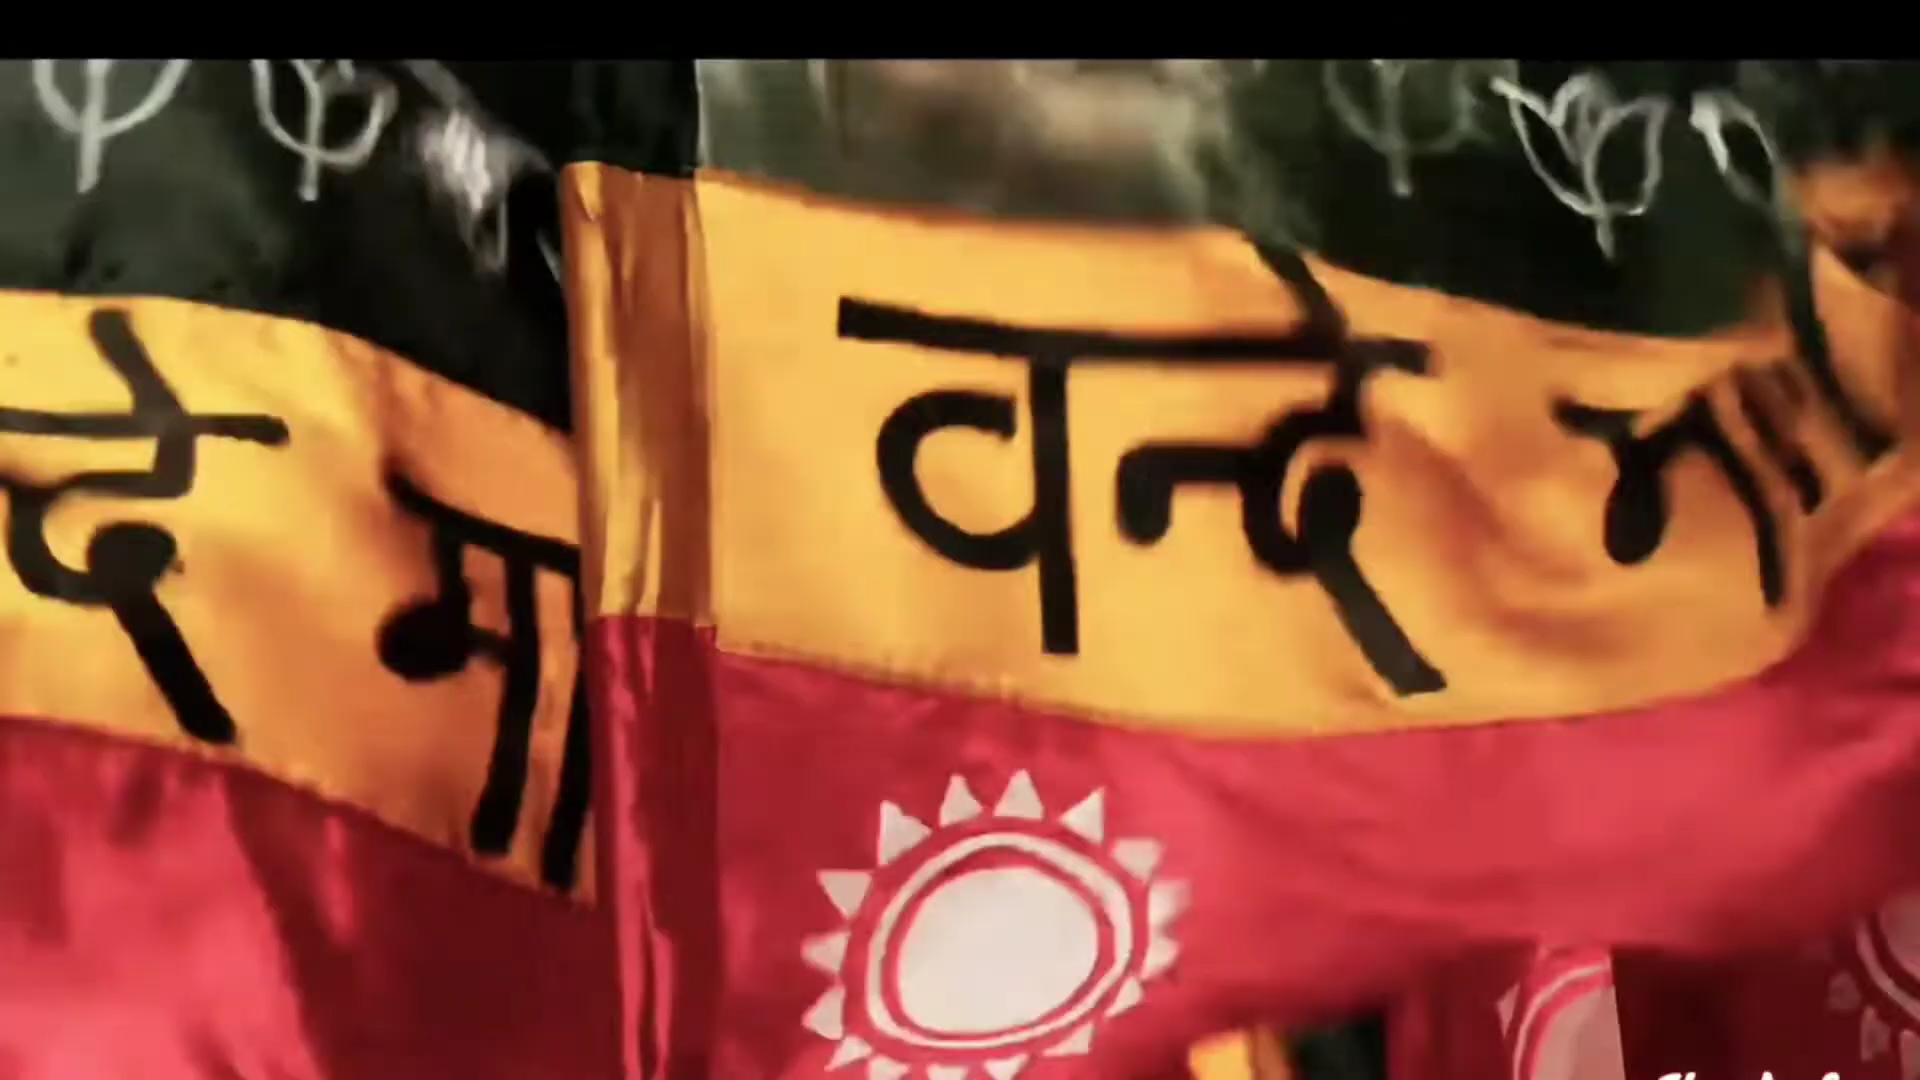 दे मा
वन्दे मा